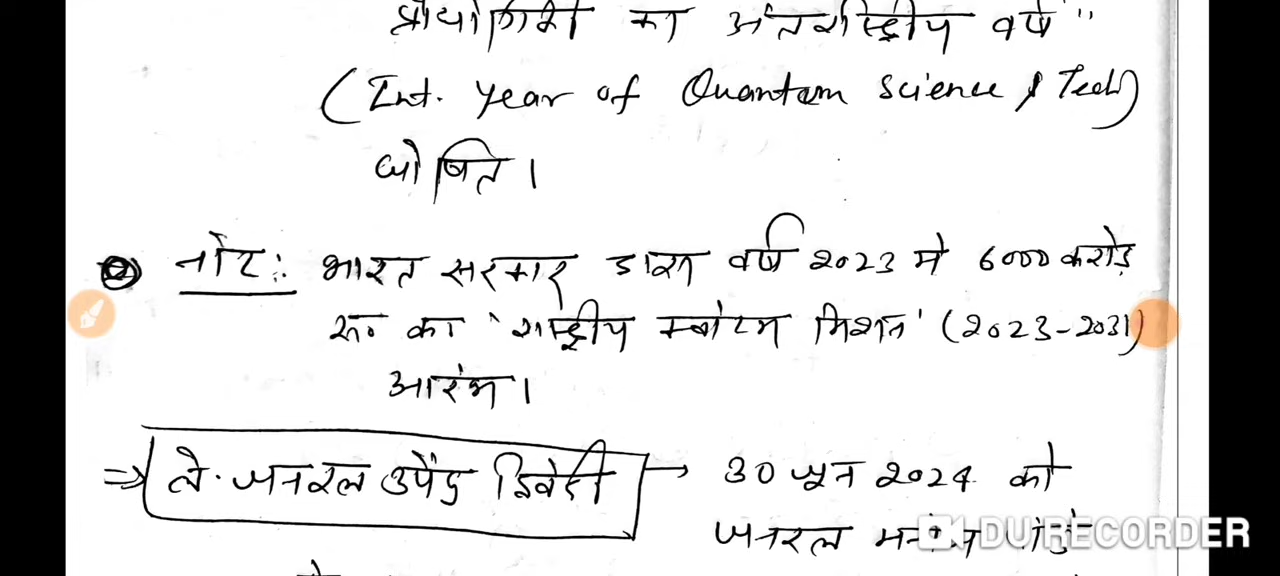 प्रौद्योगिकी का अंतर्राष्ट्रीय वर्ष"
(Int. Year of Quantum Science & Tech)
घोषित।
नोट: भारत सरकार द्वारा वर्ष 2023 मे 6000 करोड़
रू० का 'राष्ट्रीय क्वांटम मिशन' (2023-2031)
आरंभ।
⇒ ले. जनरल उपेंद्र द्विवेदी → 30 जून 2024 को
जनरल मनोज पांडे
DU RECORDER